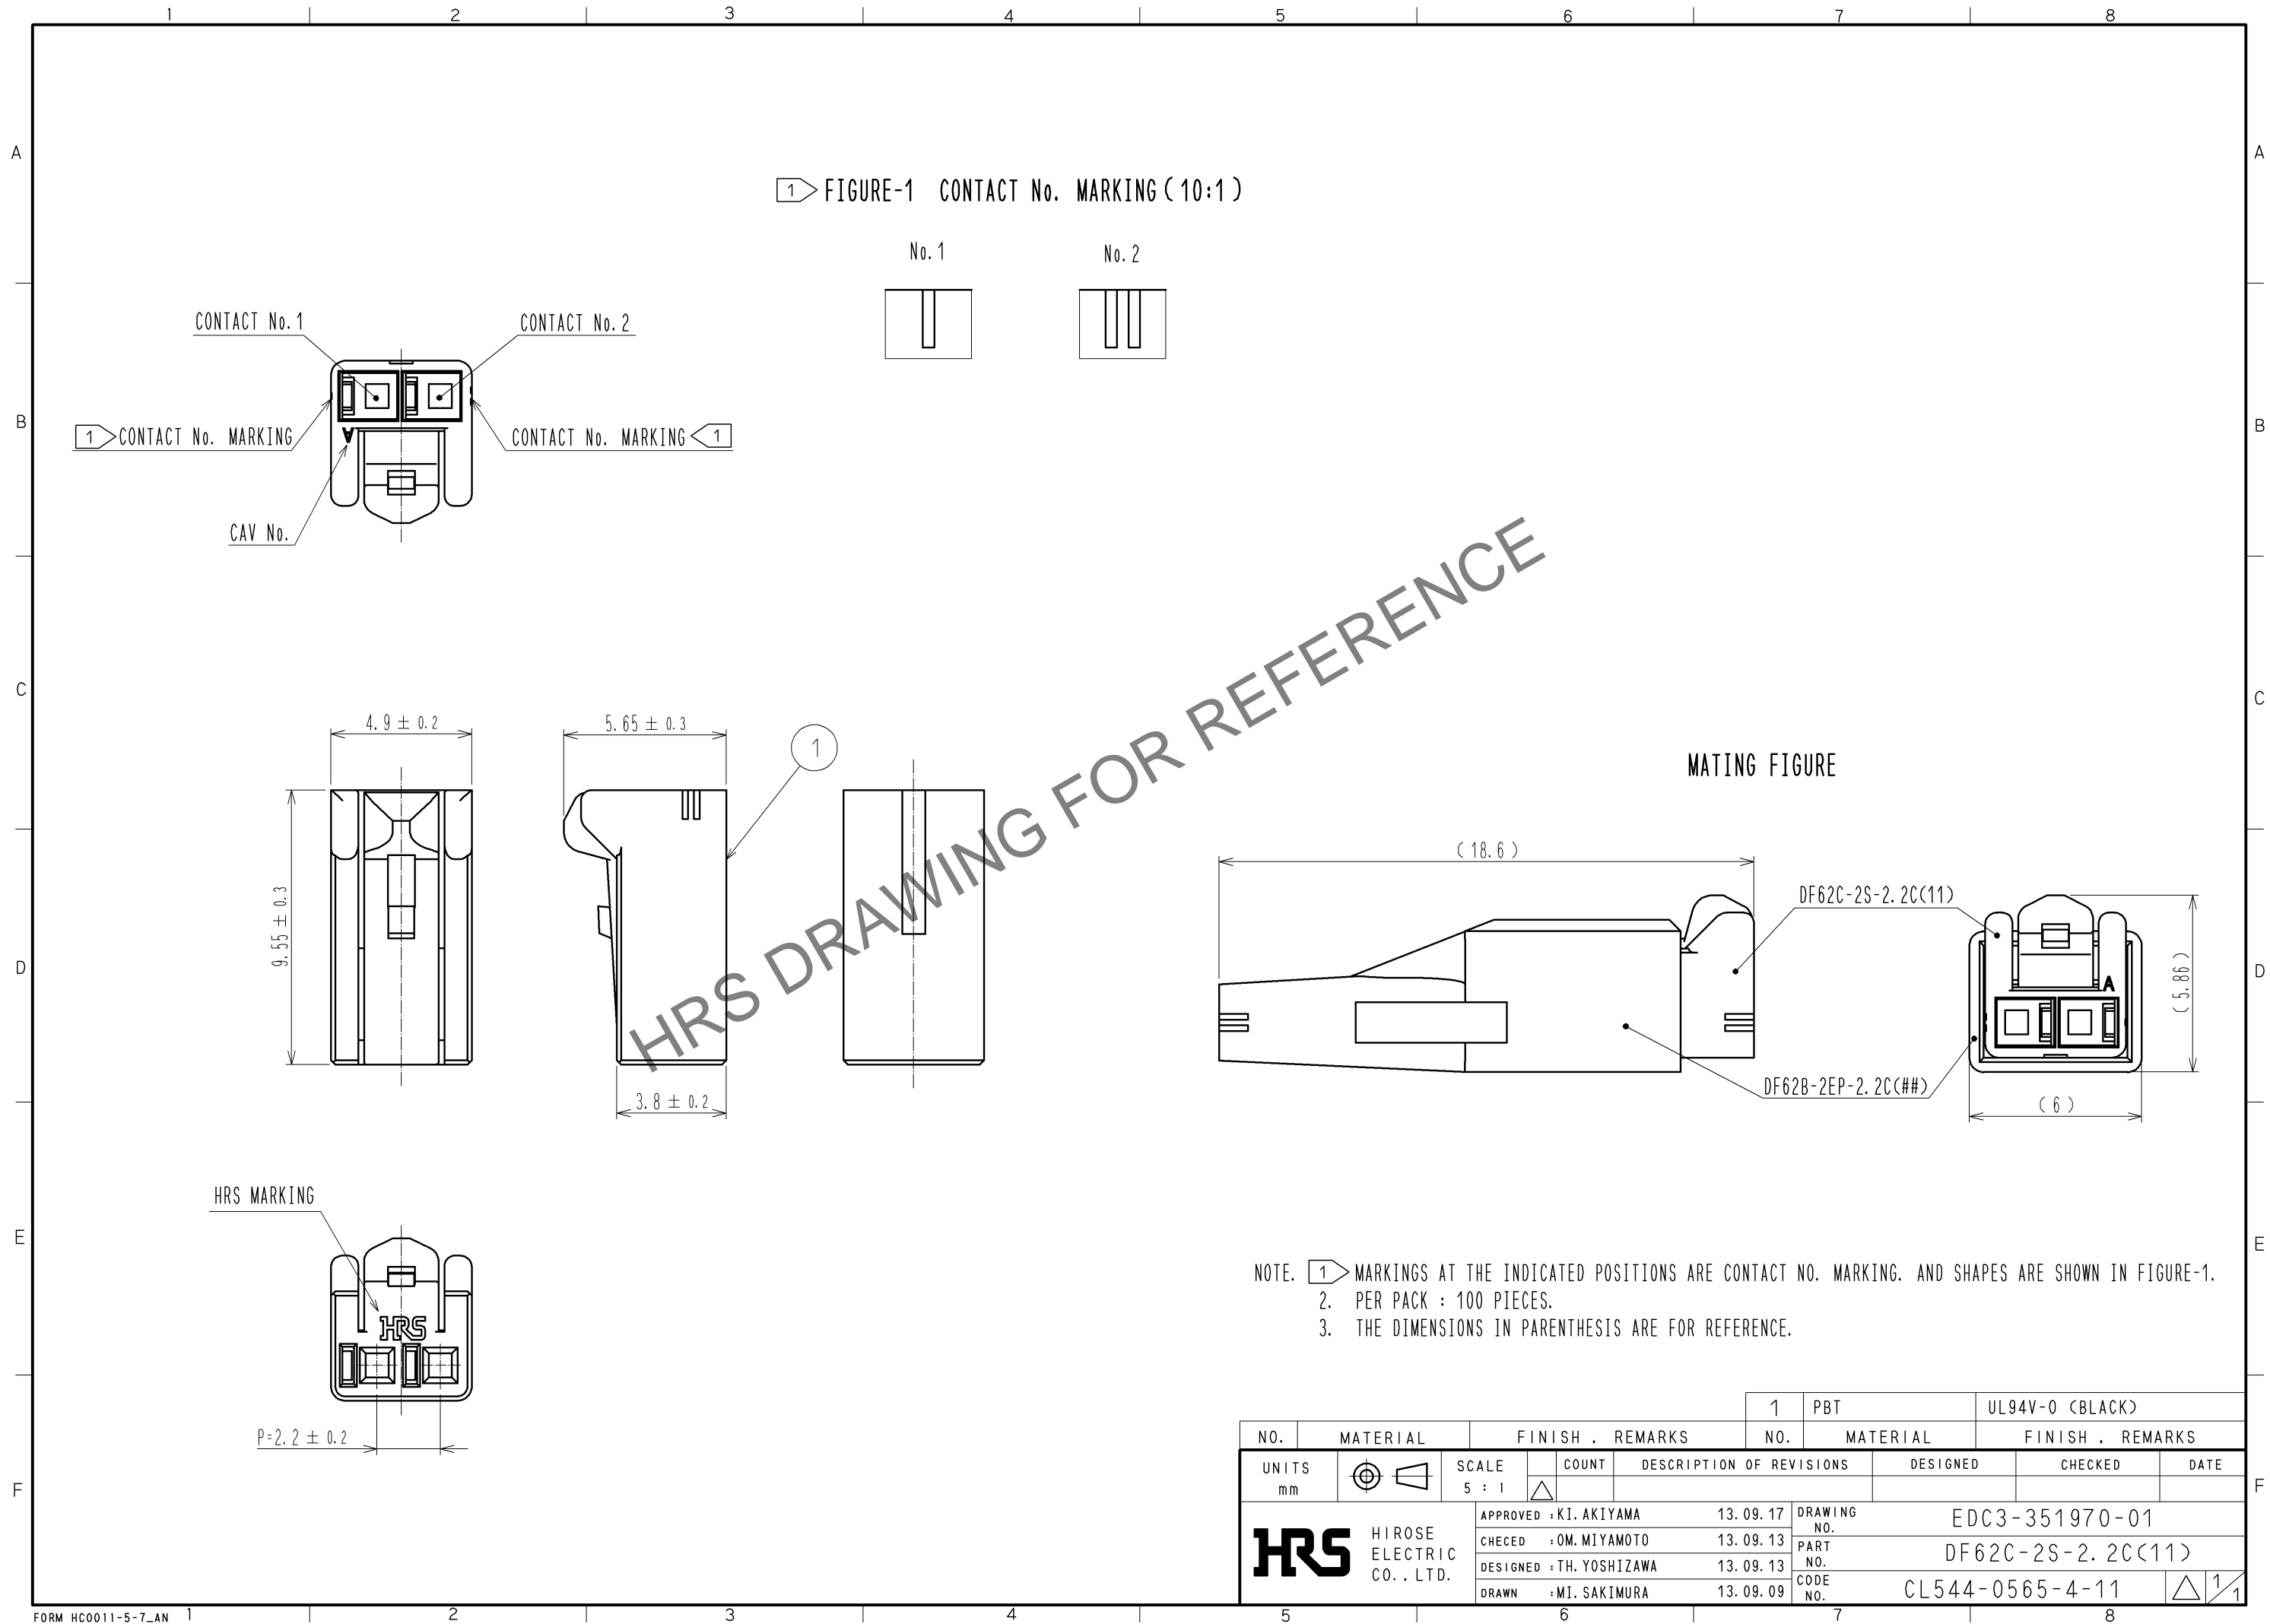 1 2 3 4 5 6 7 8
A A
1 FIGURE-1 CONTACT No. MARKING (10:1)
No.1 No.2
CONTACT No.1 CONTACT No.2
B B
1 CONTACT No. MARKING CONTACT No. MARKING 1
CAV No.
HRS DRAWING FOR REFERENCE
C C
4.9 ± 0.2 5.65 ± 0.3 1
MATING FIGURE
(18.6)
DF62C-2S-2.2C(11)
9.55 ± 0.3
D D
(5.86)
A
DF62B-2EP-2.2C(##)
3.8 ± 0.2
(6)
HRS MARKING
E E
NOTE. 1 MARKINGS AT THE INDICATED POSITIONS ARE CONTACT NO. MARKING. AND SHAPES ARE SHOWN IN FIGURE-1.
2. PER PACK : 100 PIECES.
3. THE DIMENSIONS IN PARENTHESIS ARE FOR REFERENCE.
HRS
P=2.2 ± 0.2
1 PBT UL94V-0 (BLACK)
NO. MATERIAL FINISH , REMARKS NO. MATERIAL FINISH , REMARKS
UNITS mm SCALE 5 : 1 COUNT DESCRIPTION OF REVISIONS DESIGNED CHECKED DATE
F F
HRS HIROSE ELECTRIC CO., LTD.
APPROVED : KI. AKIYAMA 13.09.17 DRAWING NO. EDC3-351970-01
CHECED : OM. MIYAMOTO 13.09.13 PART NO. DF62C-2S-2.2C(11)
DESIGNED : TH. YOSHIZAWA 13.09.13
DRAWN : MI. SAKIMURA 13.09.09 CODE NO. CL544-0565-4-11 1/1
FORM HC0011-5-7_AN 1 2 3 4 5 6 7 8